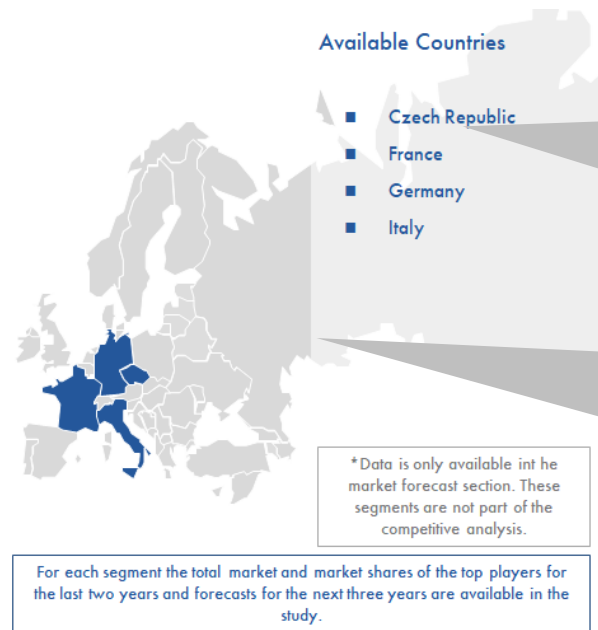 Available Countries
■ Czech Republic
■ France
■ Germany
■ Italy
*Data is only available int he
market forecast section. These
segments are not part of the
competitive analysis.
For each segment the total market and market shares of the top players for
the last two years and forecasts for the next three years are available in the
study.